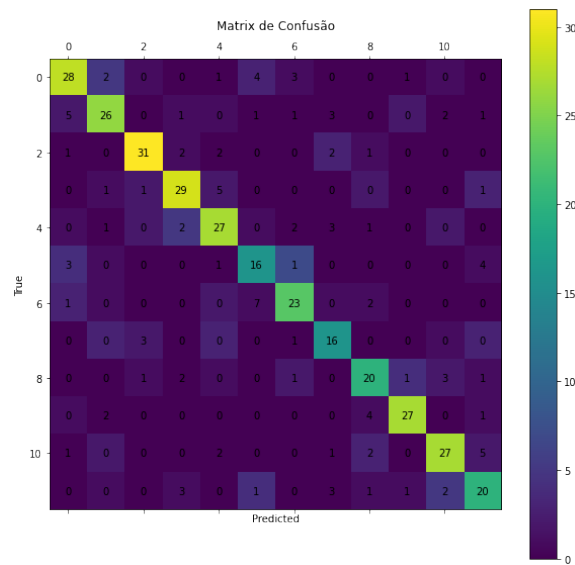 Matrix de Confusão
0 2 4 6 8 10
0 28 2 0 0 1 4 3 0 0 1 0 0
5 26 0 1 0 1 1 3 0 0 2 1
2 1 0 31 2 2 0 0 2 1 0 0 0
0 1 1 29 5 0 0 0 0 0 0 1
4 0 1 0 2 27 0 2 3 1 0 0 0
3 0 0 0 1 16 1 0 0 0 0 4
6 1 0 0 0 0 7 23 0 2 0 0 0
0 0 3 0 0 0 1 16 0 0 0 0
8 0 0 1 2 0 0 1 0 20 1 3 1
0 2 0 0 0 0 0 0 4 27 0 1
10 1 0 0 0 2 0 0 1 2 0 27 5
0 0 0 3 0 1 0 3 1 1 2 20
True
Predicted
30
25
20
15
10
5
0